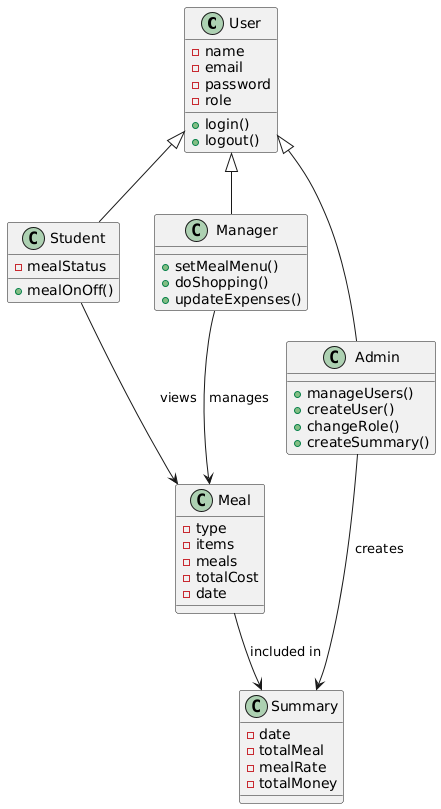 C User
name
email
password
role
login()
logout()
C Student
mealStatus
mealOnOff()
C Manager
setMealMenu()
doShopping()
updateExpenses()
C Admin
manageUsers()
createUser()
changeRole()
createSummary()
views
manages
C Meal
type
items
meals
totalCost
date
creates
included in
C Summary
date
totalMeal
mealRate
totalMoney